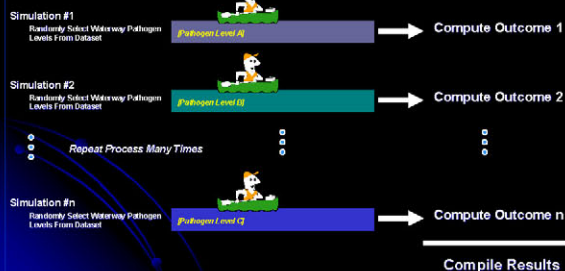 Simulation #1
Randomly Select Waterway Pathogen
Levels From Dataset
[Pathogen Level A]
Compute Outcome 1
Simulation #2
Randomly Select Waterway Pathogen
Levels From Dataset
[Pathogen Level B]
Compute Outcome 2
Repeat Process Many Times
Simulation #n
Randomly Select Waterway Pathogen
Levels From Dataset
[Pathogen Level C]
Compute Outcome n
Compile Results